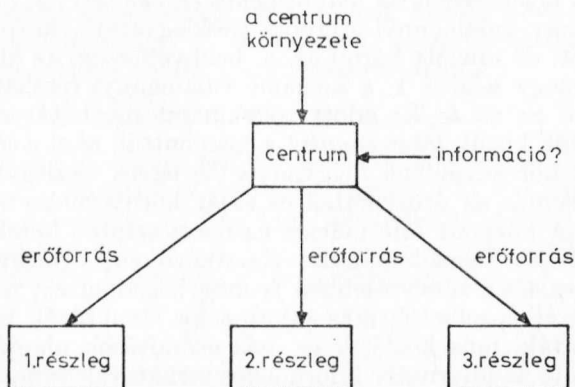 a centrum
környezete
centrum
információ?
erőforrás
erőforrás
erőforrás
1.részleg
2.részleg
3.részleg